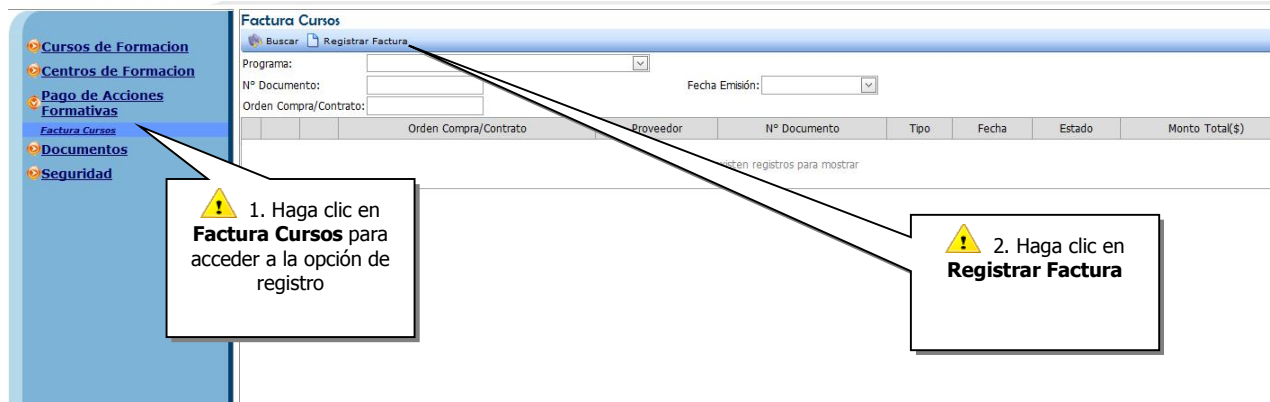 Factura Cursos
Buscar Registrar Factura
Cursos de Formacion
Centros de Formacion
Pago de Acciones
Formativas
Factura Cursos
Documentos
Seguridad
Programa:
N° Documento:
Fecha Emisión:
Orden Compra/Contrato:
Orden Compra/Contrato Proveedor N° Documento Tipo Fecha Estado Monto Total($)
registros para mostrar
1. Haga clic en
Factura Cursos para
acceder a la opción de
registro
2. Haga clic en
Registrar Factura